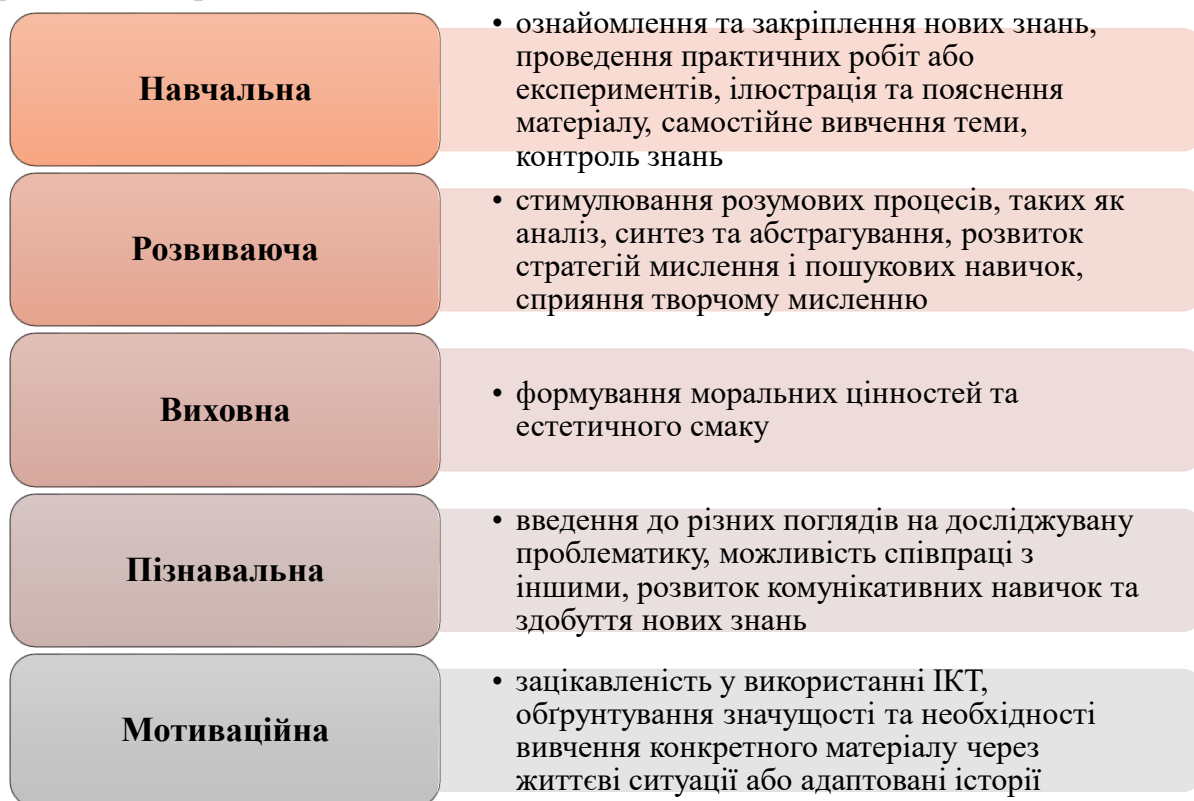 Навчальна
• ознайомлення та закріплення нових знань,
проведення практичних робіт або
експериментів, ілюстрація та пояснення
матеріалу, самостійне вивчення теми,
контроль знань
Розвиваюча
• стимулювання розумових процесів, таких як
аналіз, синтез та абстрагування, розвиток
стратегій мислення і пошукових навичок,
сприяння творчому мисленню
Виховна
• формування моральних цінностей та
естетичного смаку
Пізнавальна
• введення до різних поглядів на досліджувану
проблематику, можливість співпраці з
іншими, розвиток комунікативних навичок та
здобуття нових знань
Мотиваційна
• зацікавленість у використанні ІКТ,
обґрунтування значущості та необхідності
вивчення конкретного матеріалу через
життєві ситуації або адаптовані історії